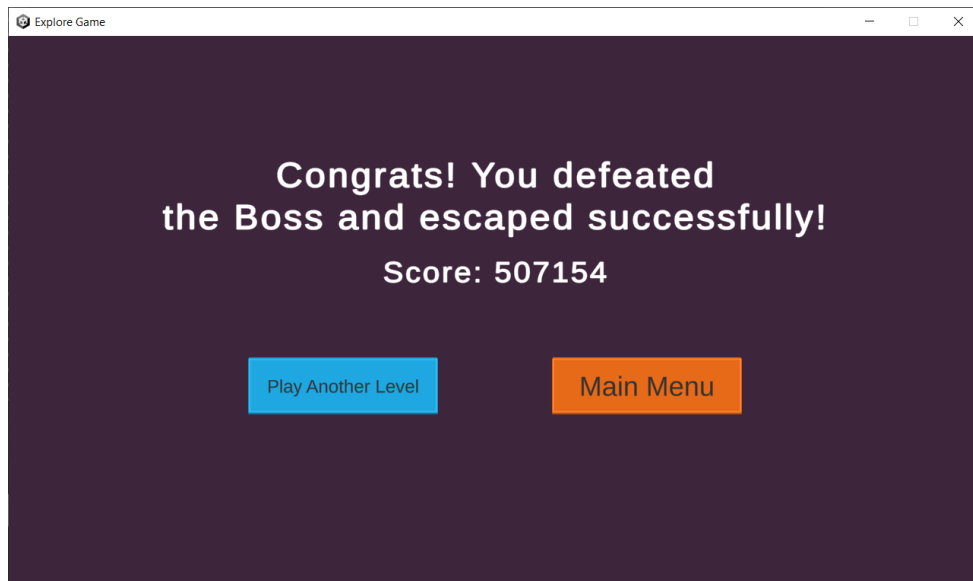 Explore Game
Congrats! You defeated
the Boss and escaped successfully!
Score: 507154
Play Another Level
Main Menu